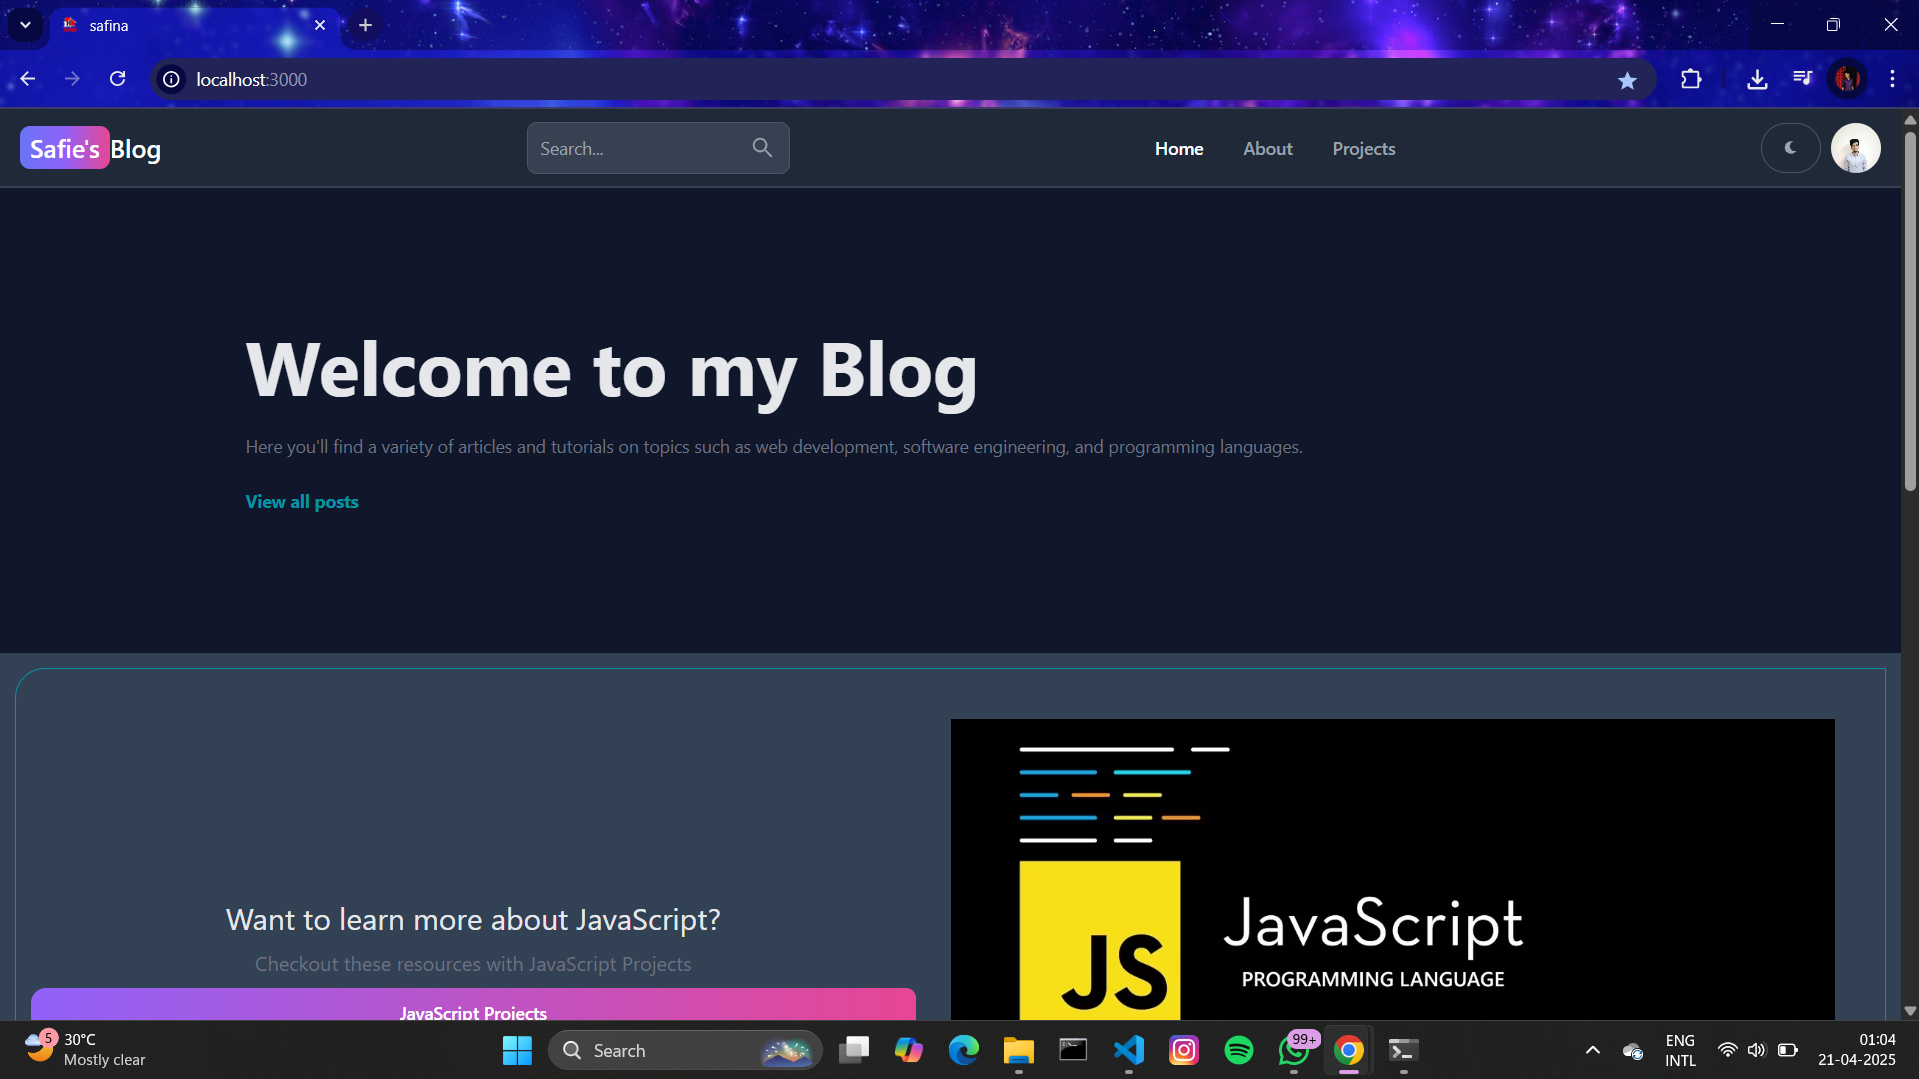 safina
localhost:3000
Safie's Blog
Search...
Home
About
Projects
Welcome to my Blog
Here you'll find a variety of articles and tutorials on topics such as web development, software engineering, and programming languages.
View all posts
Want to learn more about JavaScript?
Checkout these resources with JavaScript Projects
JavaScript Projects
JS
JavaScript
PROGRAMMING LANGUAGE
5
30°C
Mostly clear
Search
99+
ENG
INTL
01:04
21-04-2025